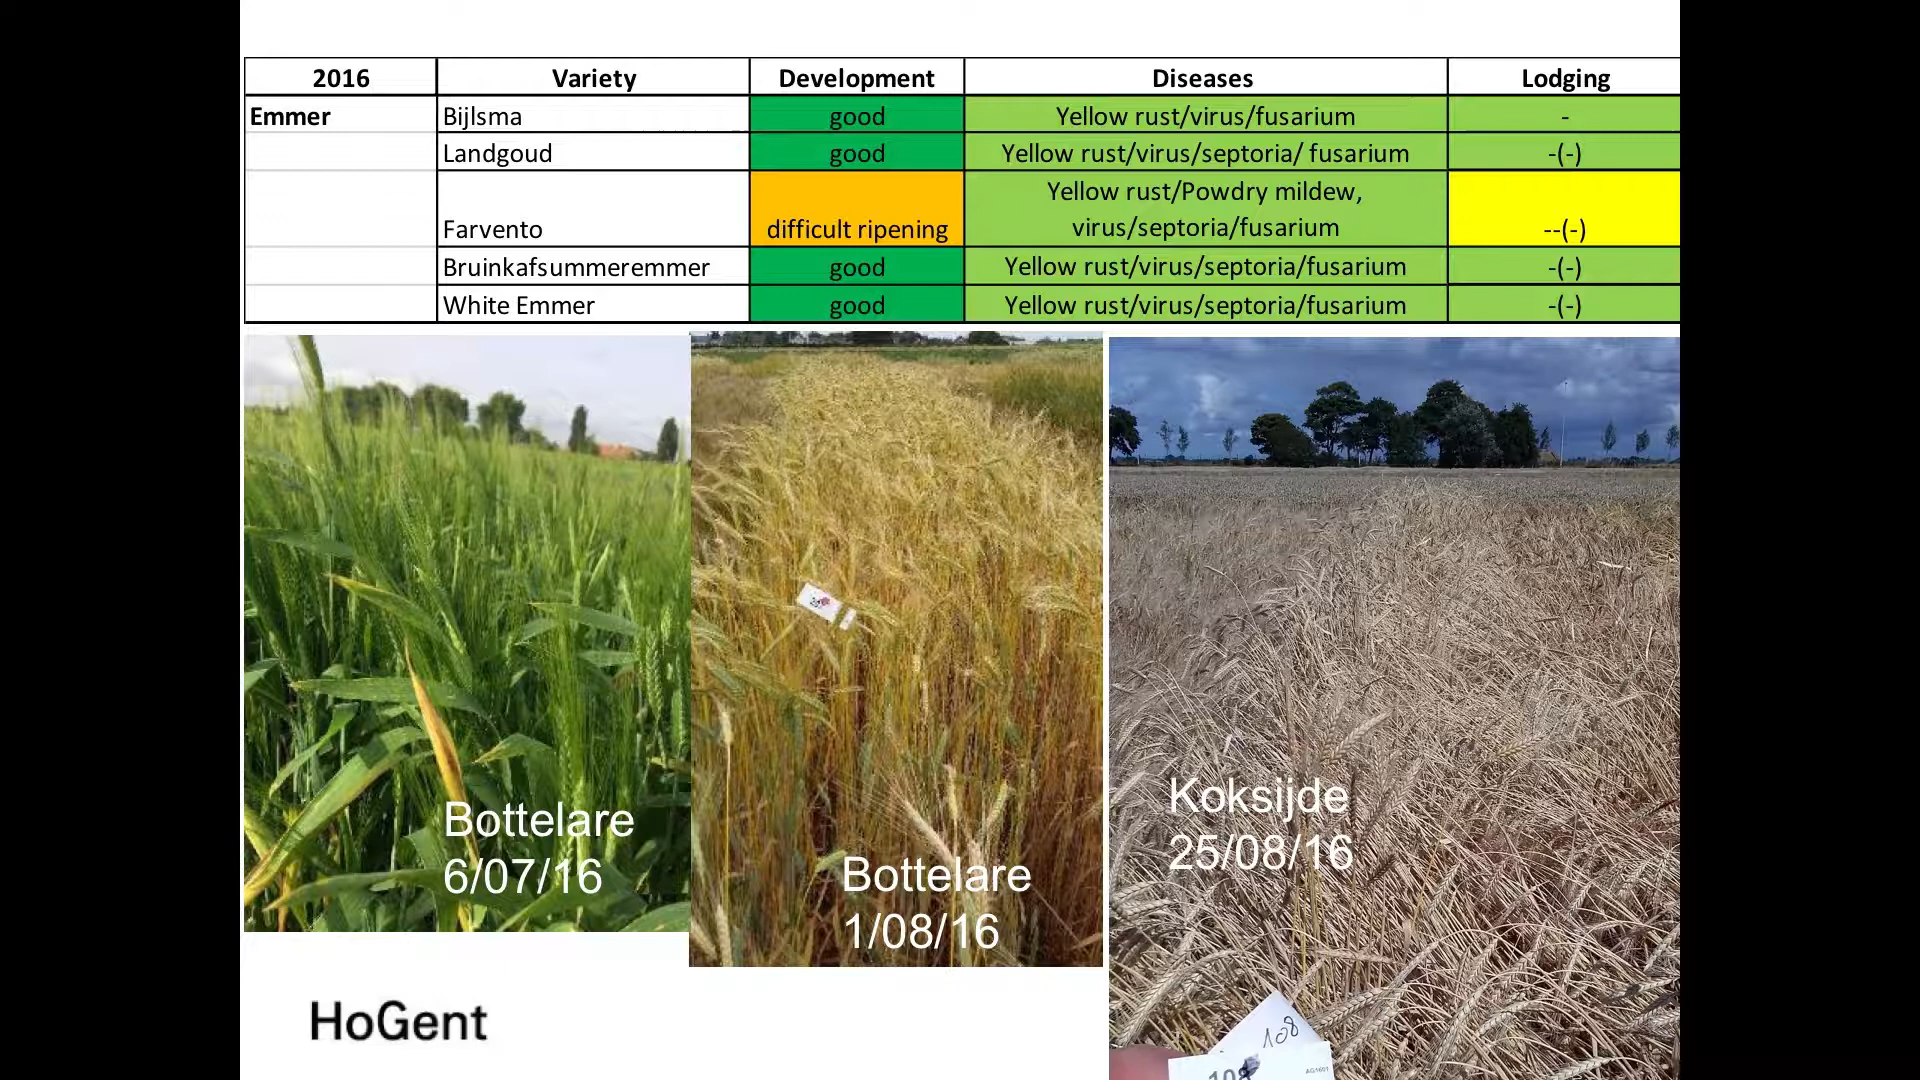 2016 Variety Development Diseases Lodging
Emmer Bijlsma good Yellow rust/virus/fusarium -
Landgoud good Yellow rust/virus/septoria/ fusarium -(-)
Yellow rust/Powdry mildew,
Farvento difficult ripening virus/septoria/fusarium --(-)
Bruinkafsummeremmer good Yellow rust/virus/septoria/fusarium -(-)
White Emmer good Yellow rust/virus/septoria/fusarium -(-)
Bottelare
6/07/16
Bottelare
1/08/16
Koksijde
25/08/16
108
108
AG1601
HoGent